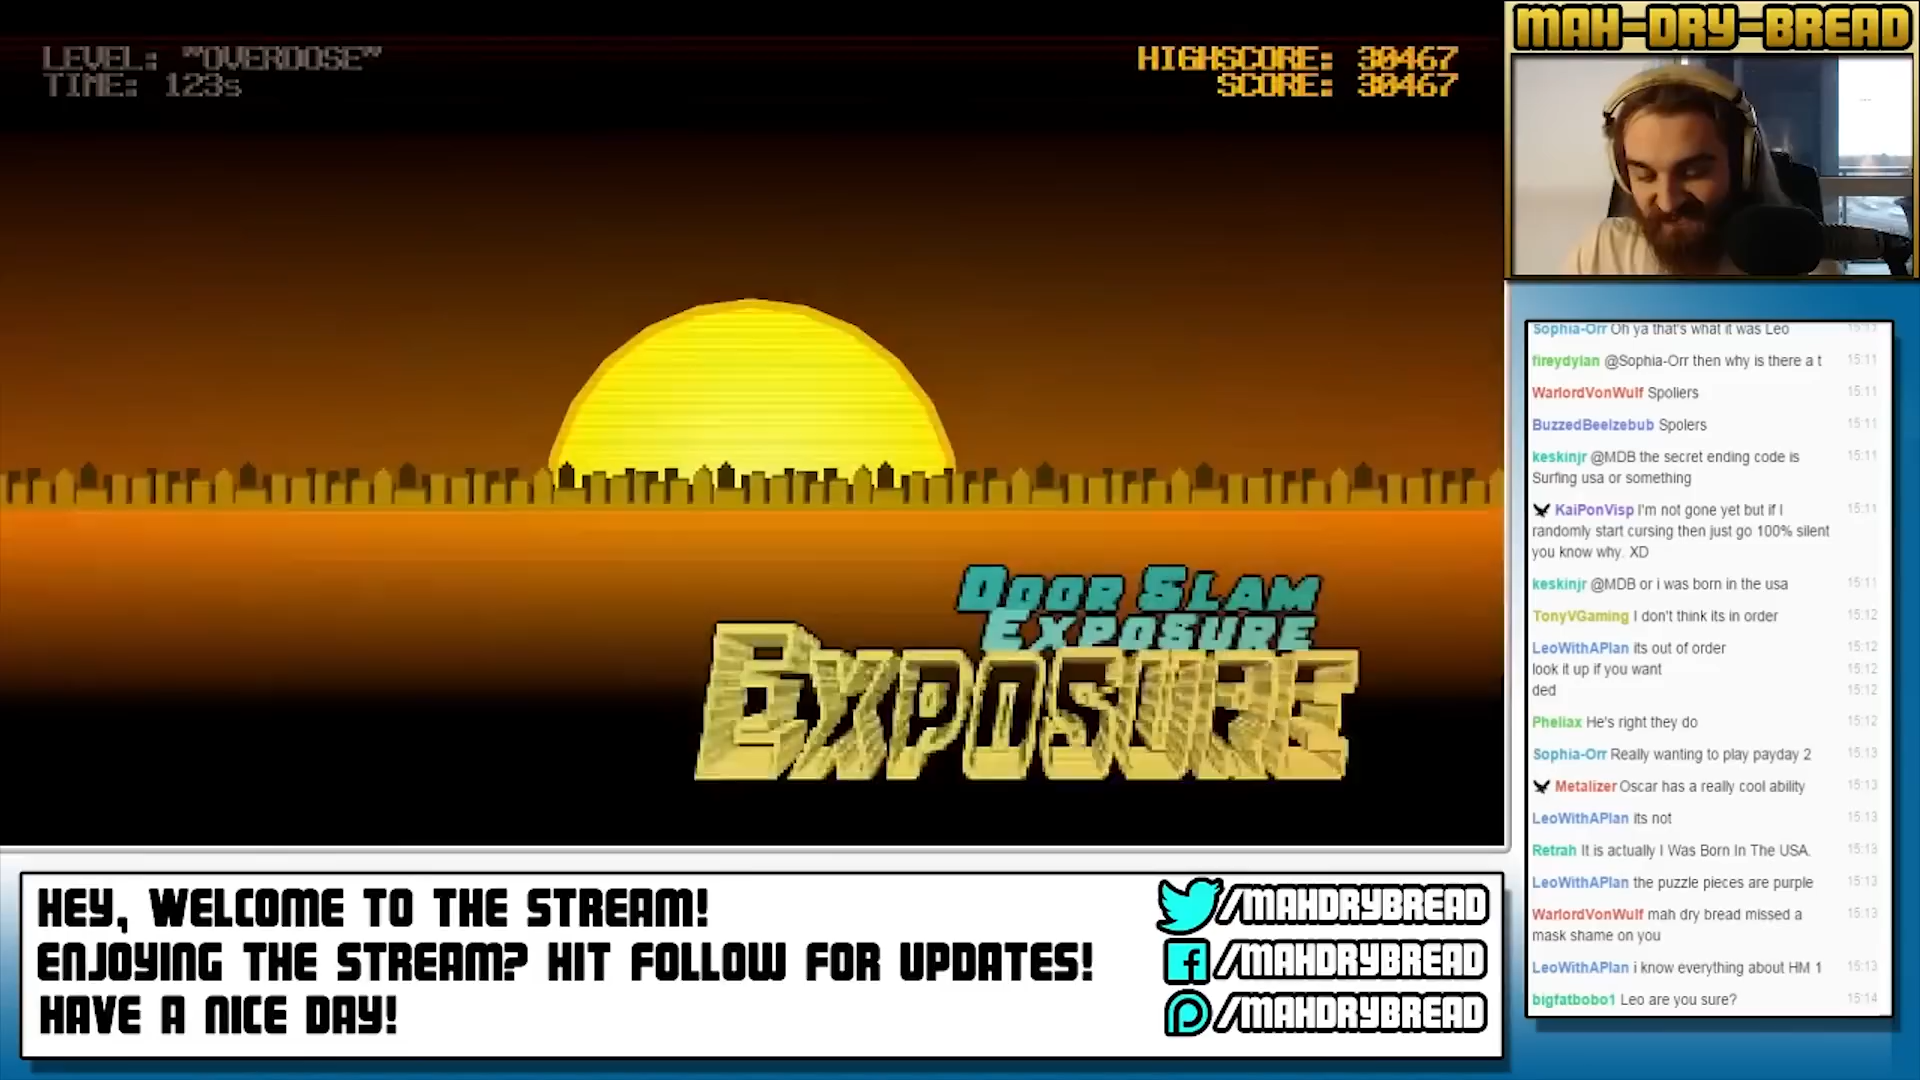 LEVEL: "OVERDOSE"
TIME: 123s
HIGHSCORE: 30467
SCORE: 30467
DOOR SLAM
EXPOSURE
EXPOSURE
MAH-DRY-BREAD
Sophia-Orr Oh ya that's what it was Leo 15:11
fireydylan @Sophia-Orr then why is there a t 15:11
WarlordVonWulf Spoliers 15:11
BuzzedBeelzebub Spolers 15:11
keskinjr @MDB the secret ending code is 15:11
Surfing usa or something
KaiPonVisp I'm not gone yet but if I 15:11
randomly start cursing then just go 100% silent
you know why. XD
keskinjr @MDB or i was born in the usa 15:11
TonyVGaming I don't think its in order 15:12
LeoWithAPlan its out of order 15:12
look it up if you want 15:12
ded 15:12
Pheliax He's right they do 15:12
Sophia-Orr Really wanting to play payday 2 15:13
Metalizer Oscar has a really cool ability 15:13
LeoWithAPlan its not 15:13
Retrah It is actually I Was Born In The USA. 15:13
LeoWithAPlan the puzzle pieces are purple 15:13
WarlordVonWulf mah dry bread missed a 15:13
mask shame on you
LeoWithAPlan i know everything about HM 1 15:13
bigfatbobo1 Leo are you sure? 15:14
HEY, WELCOME TO THE STREAM!
ENJOYING THE STREAM? HIT FOLLOW FOR UPDATES!
HAVE A NICE DAY!
/MAHDRYBREAD
/MAHDRYBREAD
/MAHDRYBREAD